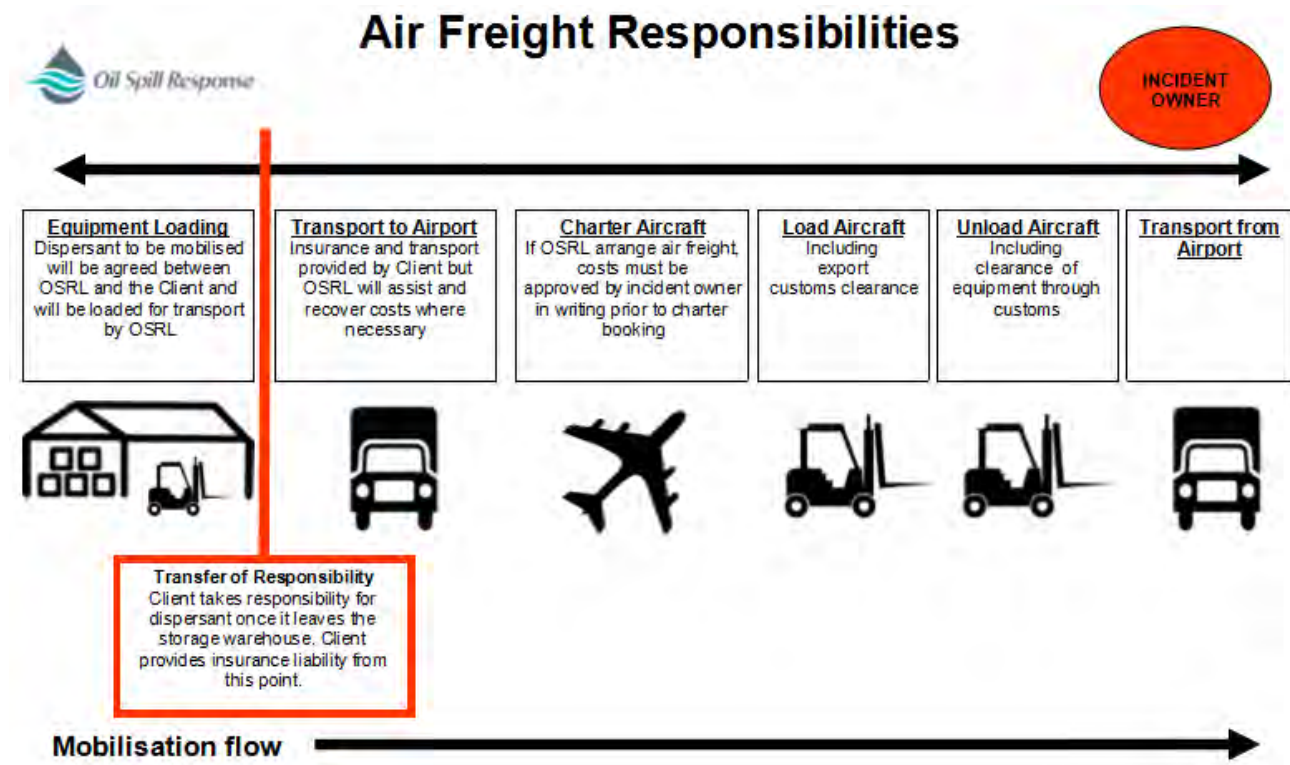 Air Freight Responsibilities
Oil Spill Response
INCIDENT
OWNER
Equipment Loading
Dispersant to be mobilised
will be agreed between
OSRL and the Client and
will be loaded for transport
by OSRL
Transport to Airport
Insurance and transport
provided by Client but
OSRL will assist and
recover costs where
necessary
Charter Aircraft
If OSRL arrange air freight,
costs must be
approved by incident owner
in writing prior to charter
booking
Load Aircraft
Including
export
customs clearance
Unload Aircraft
Including
clearance of
equipment through
customs
Transport from
Airport
Transfer of Responsibility
Client takes responsibility for
dispersant once it leaves the
storage warehouse. Client
provides insurance liability from
this point.
Mobilisation flow